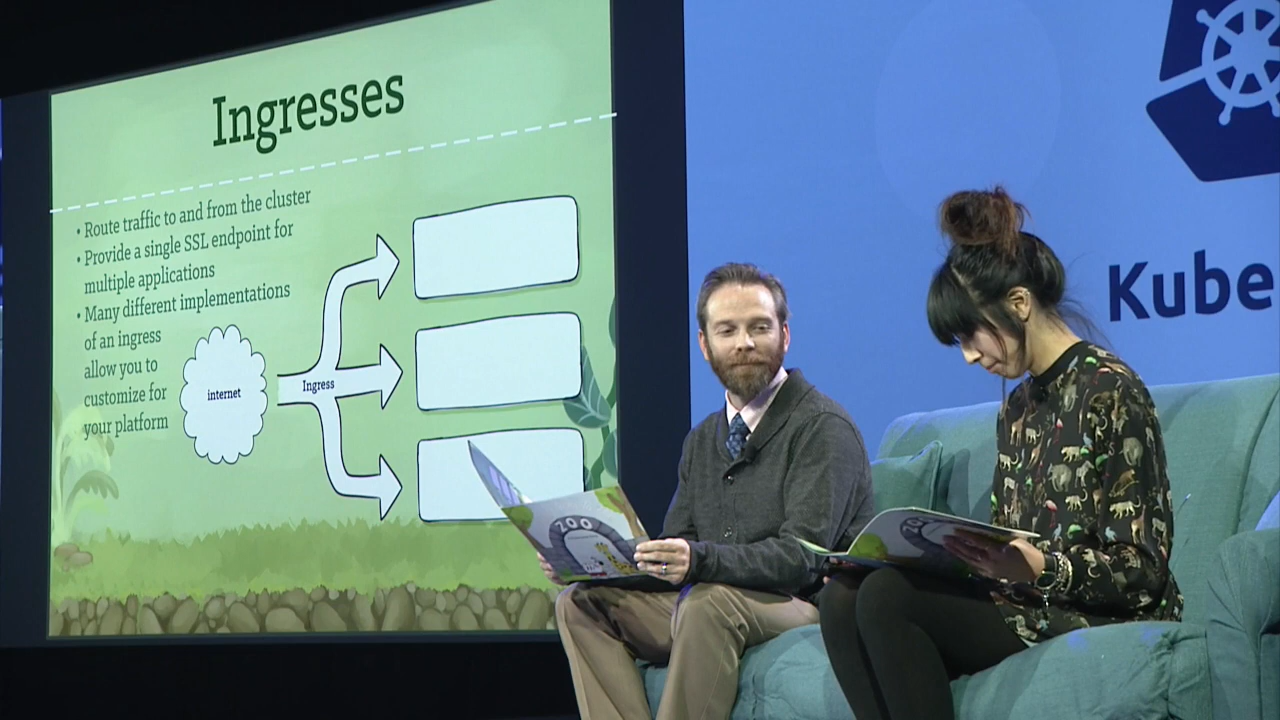 Ingresses
• Route traffic to and from the cluster
• Provide a single SSL endpoint for
multiple applications
• Many different implementations
of an ingress
allow you to
customize for
your platform
internet
Ingress
Kube
ZOO